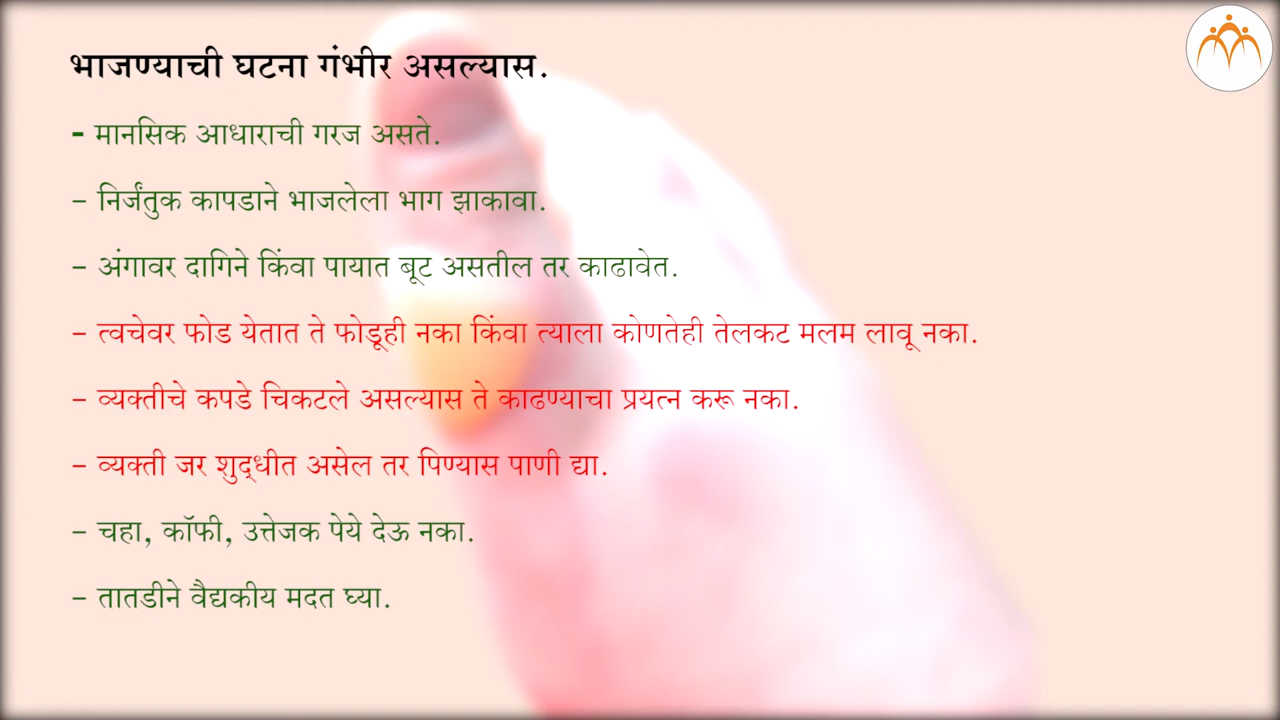 भाजण्याची घटना गंभीर असल्यास.
- मानसिक आधाराची गरज असते.
– निर्जंतुक कापडाने भाजलेला भाग झाकावा.
– अंगावर दागिने किंवा पायात बूट असतील तर काढावेत.
– त्वचेवर फोड येतात ते फोडूही नका किंवा त्याला कोणतेही तेलकट मलम लावू नका.
– व्यक्तीचे कपडे चिकटले असल्यास ते काढण्याचा प्रयत्न करू नका.
– व्यक्ती जर शुद्धीत असेल तर पिण्यास पाणी द्या.
– चहा, कॉफी, उत्तेजक पेये देऊ नका.
– तातडीने वैद्यकीय मदत घ्या.